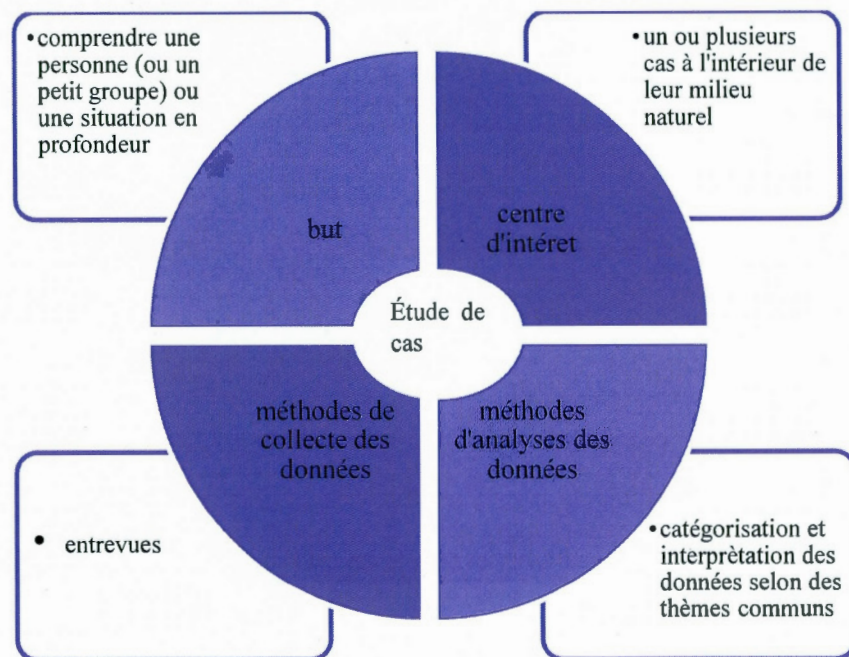 •comprendre une
personne (ou un
petit groupe) ou
une situation en
profondeur
•un ou plusieurs
cas à l'intérieur de
leur milieu
naturel
but
centre
d'intéret
Étude de
cas
méthodes de
collecte des
données
méthodes
d'analyses des
données
• entrevues
•catégorisation et
interprètation des
données selon des
thèmes communs